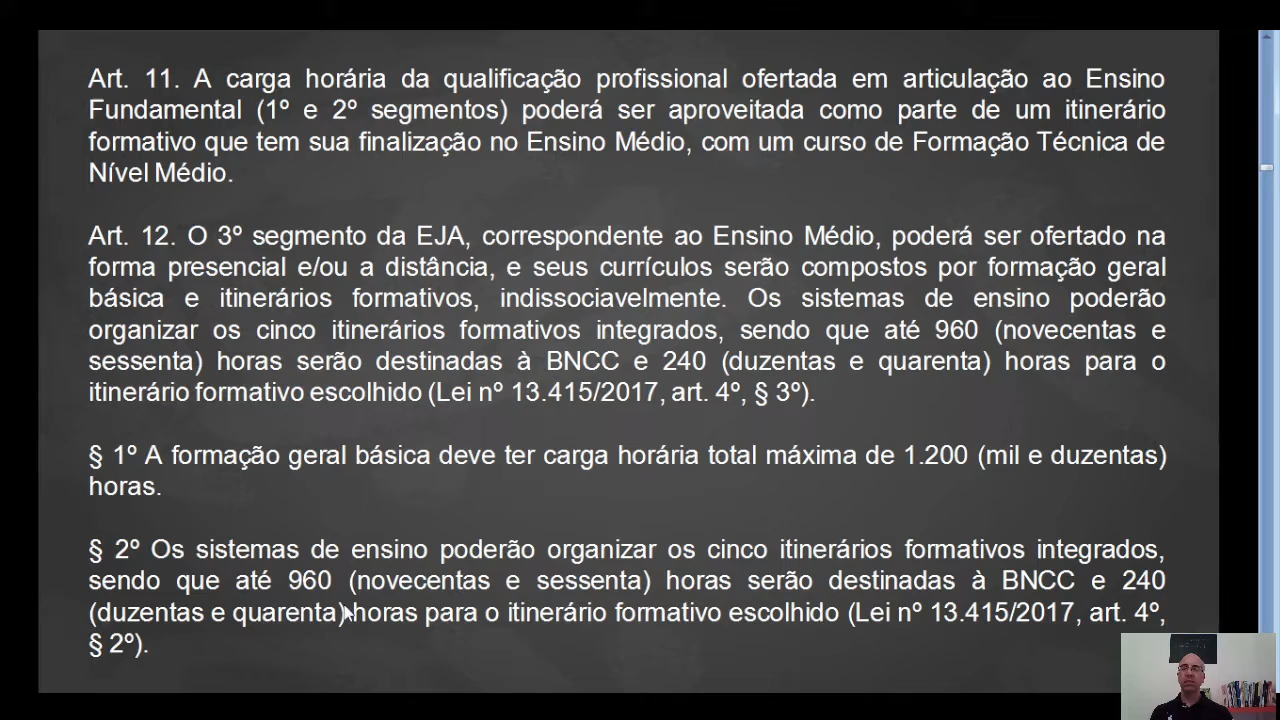 Art. 11. A carga horária da qualificação profissional ofertada em articulação ao Ensino
Fundamental (1º e 2º segmentos) poderá ser aproveitada como parte de um itinerário
formativo que tem sua finalização no Ensino Médio, com um curso de Formação Técnica de
Nível Médio.
Art. 12. O 3º segmento da EJA, correspondente ao Ensino Médio, poderá ser ofertado na
forma presencial e/ou a distância, e seus currículos serão compostos por formação geral
básica e itinerários formativos, indissociavelmente. Os sistemas de ensino poderão
organizar os cinco itinerários formativos integrados, sendo que até 960 (novecentas e
sessenta) horas serão destinadas à BNCC e 240 (duzentas e quarenta) horas para o
itinerário formativo escolhido (Lei nº 13.415/2017, art. 4º, § 3º).
§ 1º A formação geral básica deve ter carga horária total máxima de 1.200 (mil e duzentas)
horas.
§ 2º Os sistemas de ensino poderão organizar os cinco itinerários formativos integrados,
sendo que até 960 (novecentas e sessenta) horas serão destinadas à BNCC e 240
(duzentas e quarenta) horas para o itinerário formativo escolhido (Lei nº 13.415/2017, art. 4º,
§ 2º).